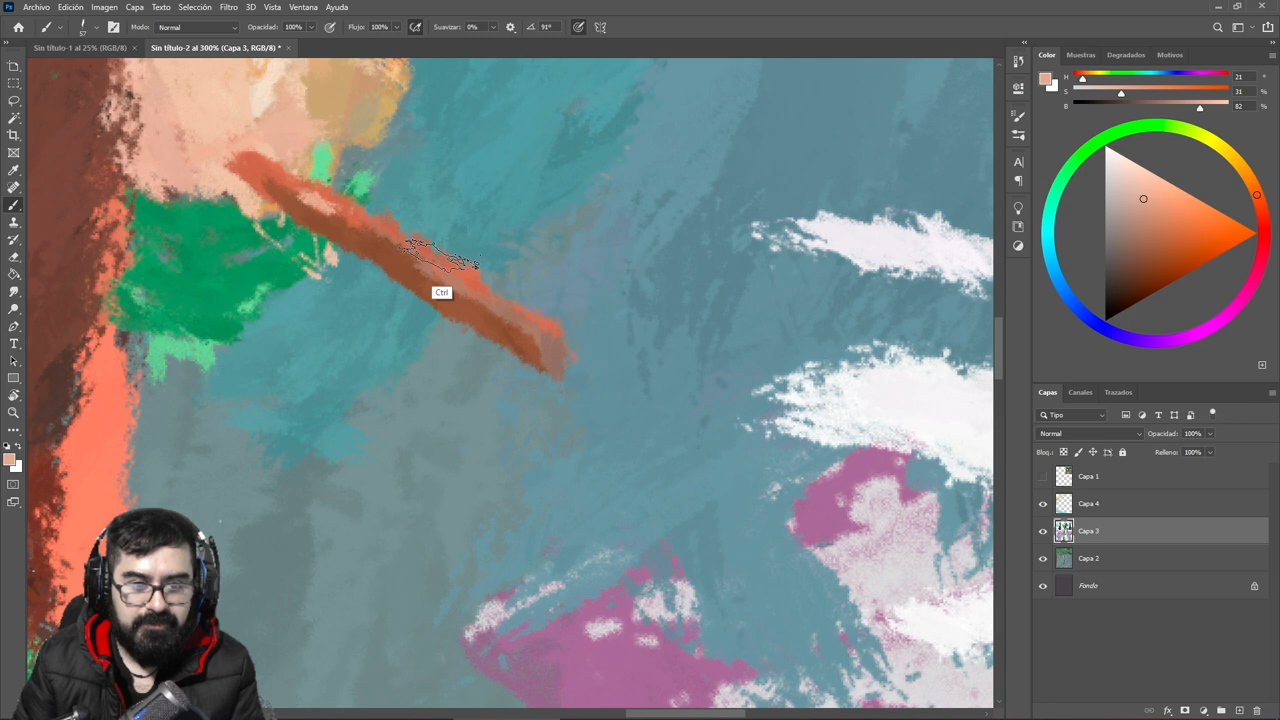 Ps Archivo Edición Imagen Capa Texto Selección Filtro 3D Vista Ventana Ayuda
57 Modo: Normal Opacidad: 100% Flujo: 100% Suavizar: 0% 91°
Sin título-1 al 25% (RGB/8) × Sin título-2 al 300% (Capa 3, RGB/8) * ×
Color Muestras Degradados Motivos
H 21 °
S 31 %
B 82 %
Ctrl
Capas Canales Trazados
Tipo
Normal Opacidad: 100%
Bloq.: Relleno: 100%
Capa 1
Capa 4
Capa 3
Capa 2
Fondo